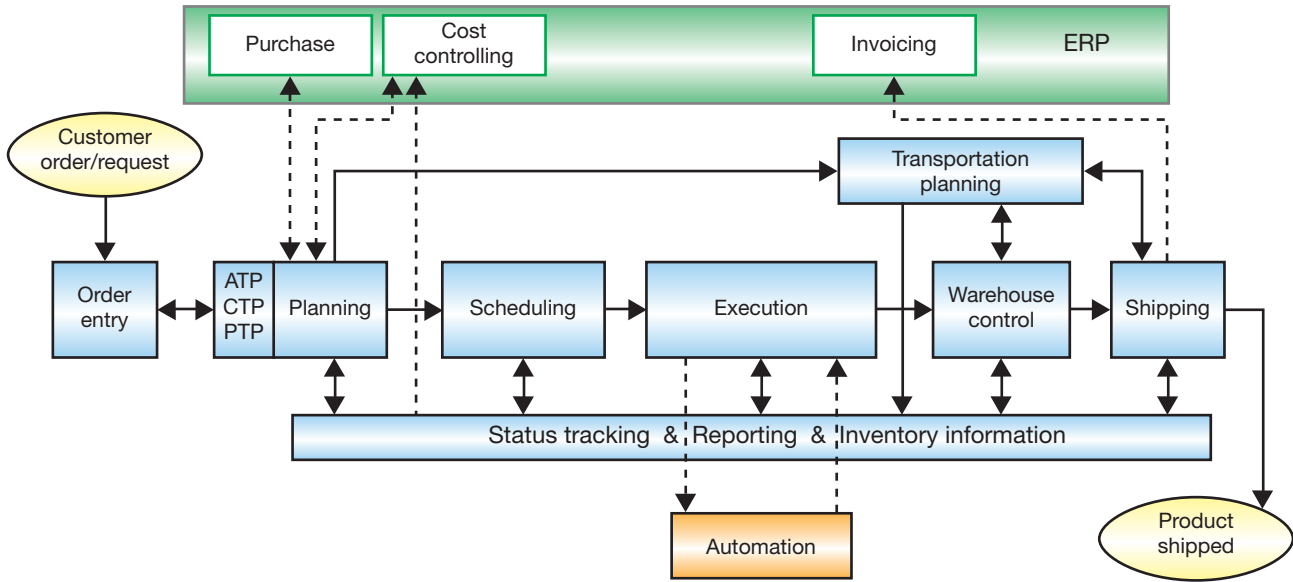 Purchase
Cost
controlling
Invoicing
ERP
Customer
order/request
Transportation
planning
Order
entry
ATP
CTP
PTP
Planning
Scheduling
Execution
Warehouse
control
Shipping
Status tracking & Reporting & Inventory information
Automation
Product
shipped